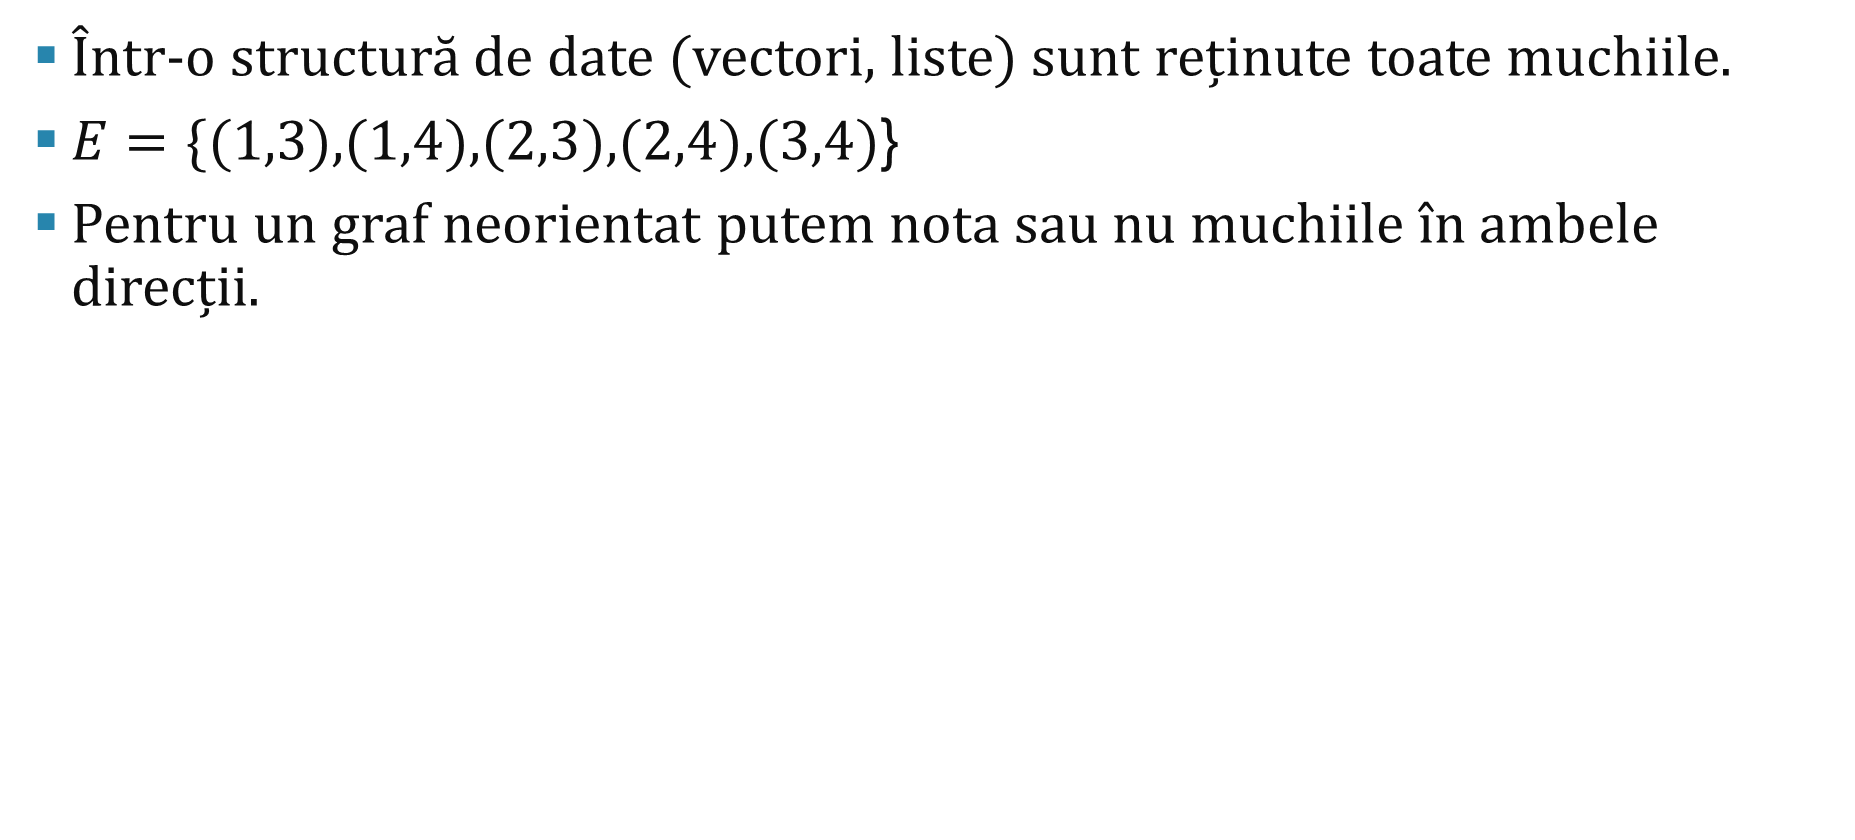 ▪ Într-o structură de date (vectori, liste) sunt reținute toate muchiile.
▪ E = {(1,3),(1,4),(2,3),(2,4),(3,4)}
▪ Pentru un graf neorientat putem nota sau nu muchiile în ambele
direcții.